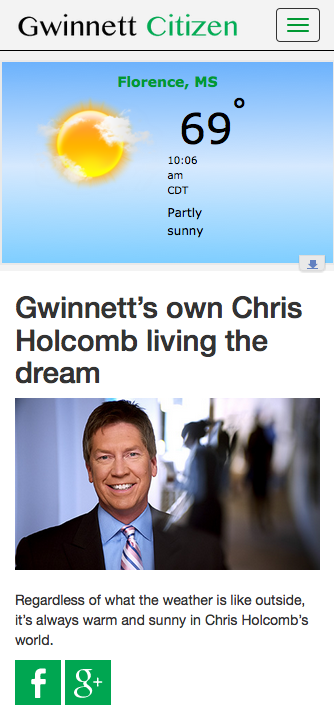 Gwinnett Citizen
Florence, MS
69°
10:06
am
CDT
Partly
sunny
Gwinnett’s own Chris
Holcomb living the
dream
Regardless of what the weather is like outside,
it’s always warm and sunny in Chris Holcomb’s
world.
f g+